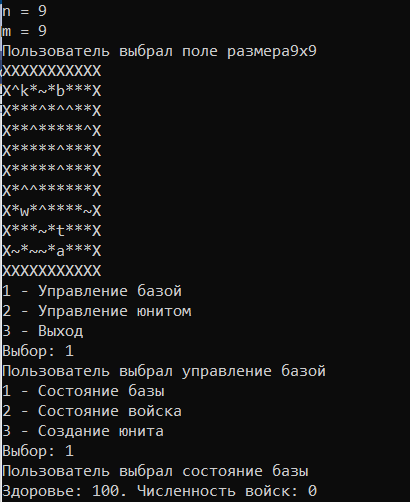 n = 9
m = 9
Пользователь выбрал поле размера9x9
XXXXXXXXXXX
X^k*~*b***X
X***^*^^**X
X**^*****^X
X*****^***X
X*****^***X
X*^^******X
X*w*^****~X
X***~*t***X
X~*~~*a***X
XXXXXXXXXXX
1 - Управление базой
2 - Управление юнитом
3 - Выход
Выбор: 1
Пользователь выбрал управление базой
1 - Состояние базы
2 - Состояние войска
3 - Создание юнита
Выбор: 1
Пользователь выбрал состояние базы
Здоровье: 100. Численность войск: 0